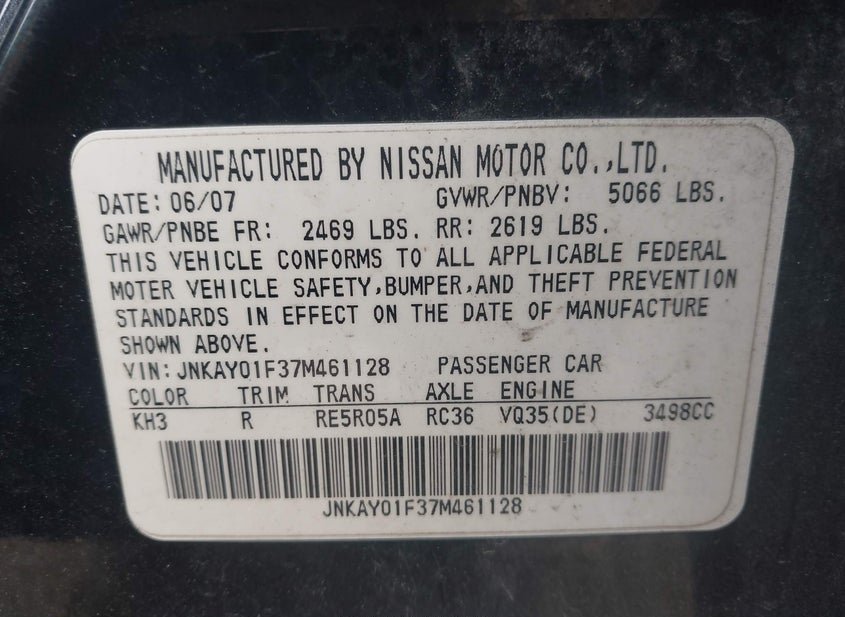 MANUFACTURED BY NISSAN MOTOR CO.,LTD.
DATE: 06/07 GVWR/PNBV: 5066 LBS.
GAWR/PNBE FR: 2469 LBS. RR: 2619 LBS.
THIS VEHICLE CONFORMS TO ALL APPLICABLE FEDERAL
MOTER VEHICLE SAFETY,BUMPER,AND THEFT PREVENTION
STANDARDS IN EFFECT ON THE DATE OF MANUFACTURE
SHOWN ABOVE.
VIN: JNKAY01F37M461128 PASSENGER CAR
COLOR TRIM TRANS AXLE ENGINE
KH3 R RE5R05A RC36 VQ35(DE) 3498CC
JNKAY01F37M461128